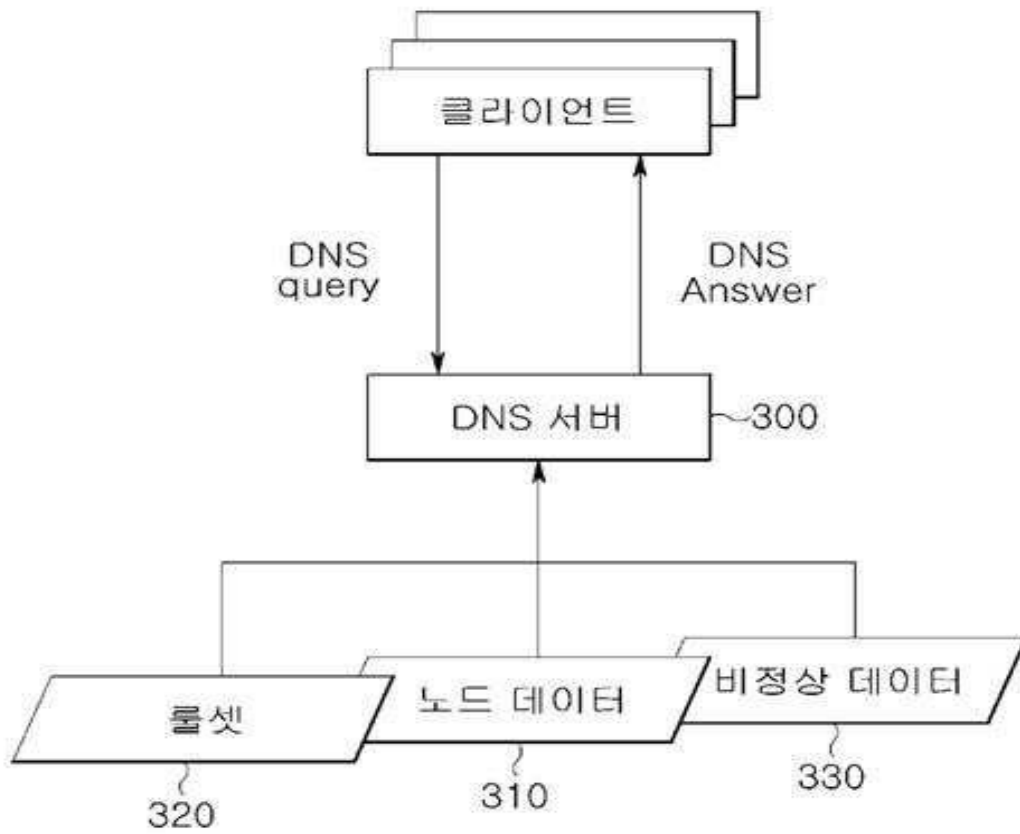 클라이언트
DNS
query
DNS
Answer
DNS 서버
300
룰셋
노드 데이터
비정상 데이터
320
310
330